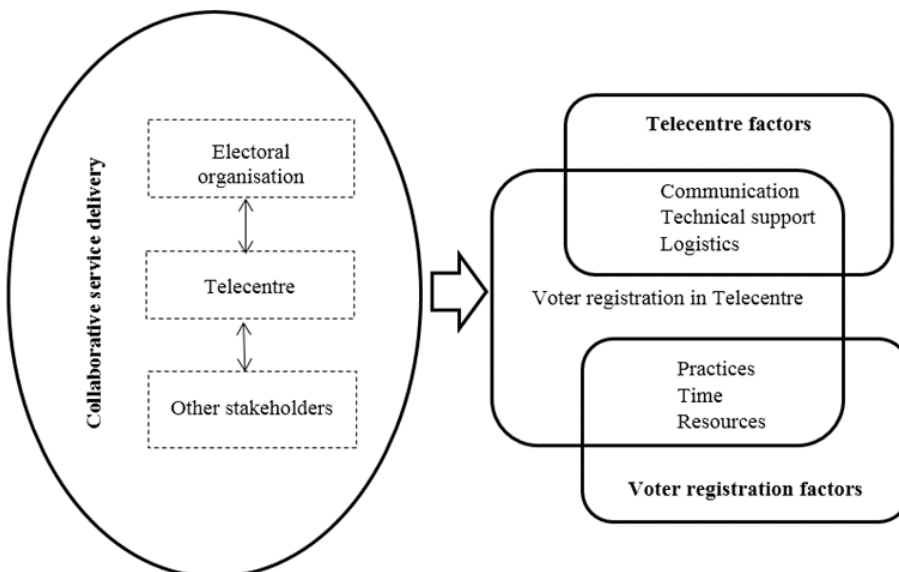 Collaborative service delivery
Electoral
organisation
Telecentre
Other stakeholders
Telecentre factors
Communication
Technical support
Logistics
Voter registration in Telecentre
Practices
Time
Resources
Voter registration factors